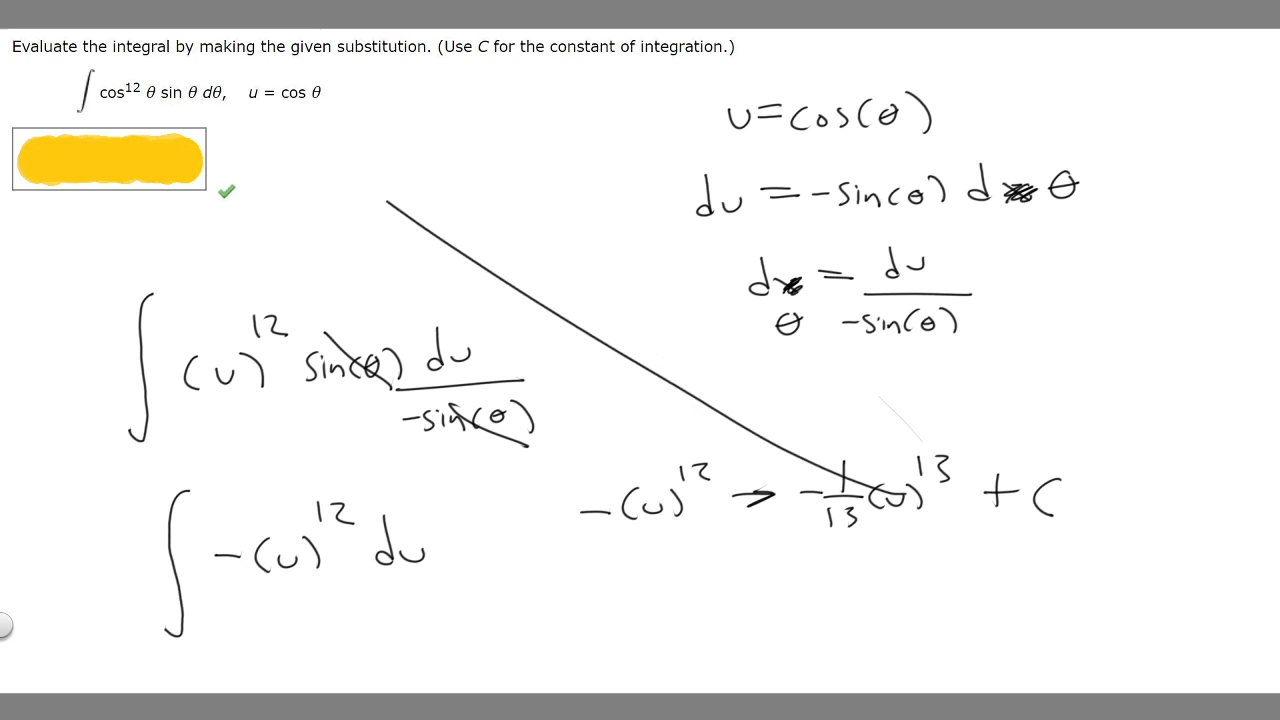 Evaluate the integral by making the given substitution. (Use C for the constant of integration.)
∫ cos¹² θ sin θ dθ, u = cos θ
u=cos(θ)
du = -sin(θ) dθ
dθ = du/-sin(θ)
∫ (u)¹² sin(θ) du/-sin(θ)
∫ -(u)¹² du
-(u)¹² → -1/13 (u)¹³ + C